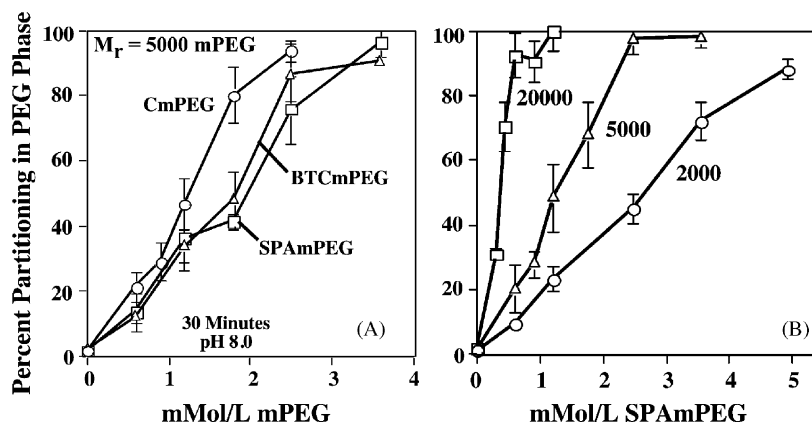 Percent Partitioning in PEG Phase
100
80
60
40
20
0
Mr = 5000 mPEG
CmPEG
BTCmPEG
SPAmPEG
30 Minutes
pH 8.0
(A)
0 1 2 3 4
mMol/L mPEG
100
80
60
40
20
0
20000
5000
2000
(B)
0 1 2 3 4 5
mMol/L SPAmPEG